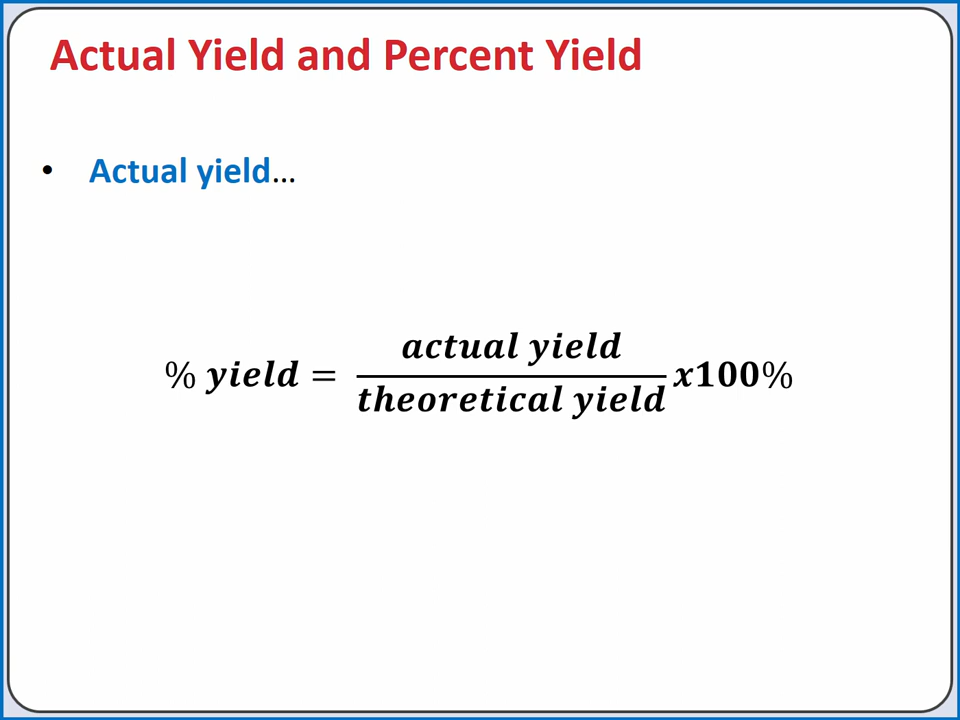 Actual Yield and Percent Yield
• Actual yield…
% yield = actual yield / theoretical yield x100%